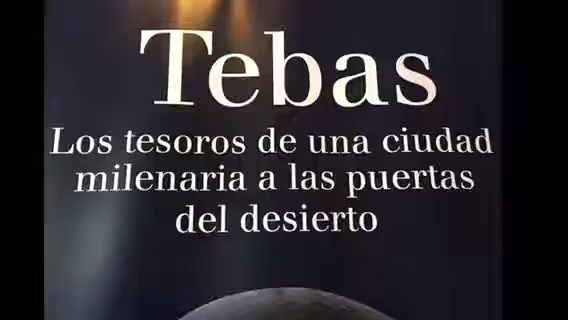 Tebas
Los tesoros de una ciudad
milenaria a las puertas
del desierto